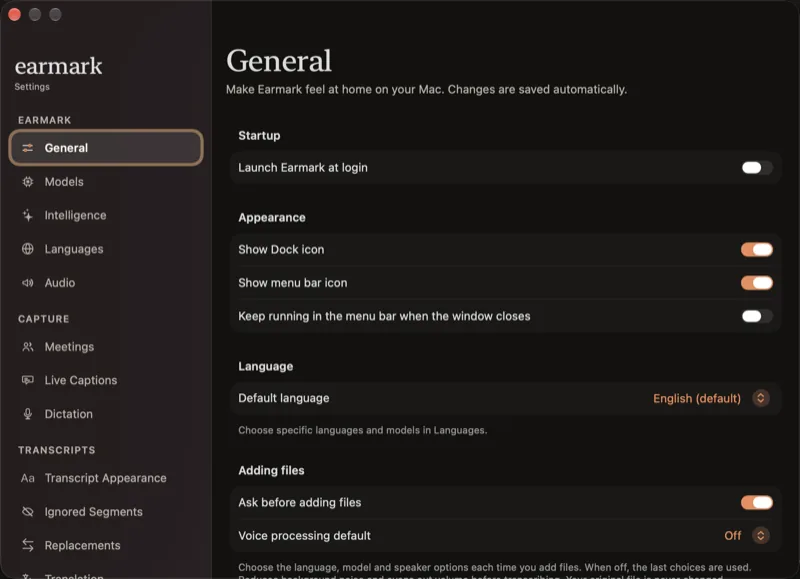 earmark
Settings
EARMARK
General
Models
Intelligence
Languages
Audio
CAPTURE
Meetings
Live Captions
Dictation
TRANSCRIPTS
Aa Transcript Appearance
Ignored Segments
Replacements
Translation
General
Make Earmark feel at home on your Mac. Changes are saved automatically.
Startup
Launch Earmark at login
Appearance
Show Dock icon
Show menu bar icon
Keep running in the menu bar when the window closes
Language
Default language English (default)
Choose specific languages and models in Languages.
Adding files
Ask before adding files
Voice processing default Off
Choose the language, model and speaker options each time you add files. When off, the last choices are used.